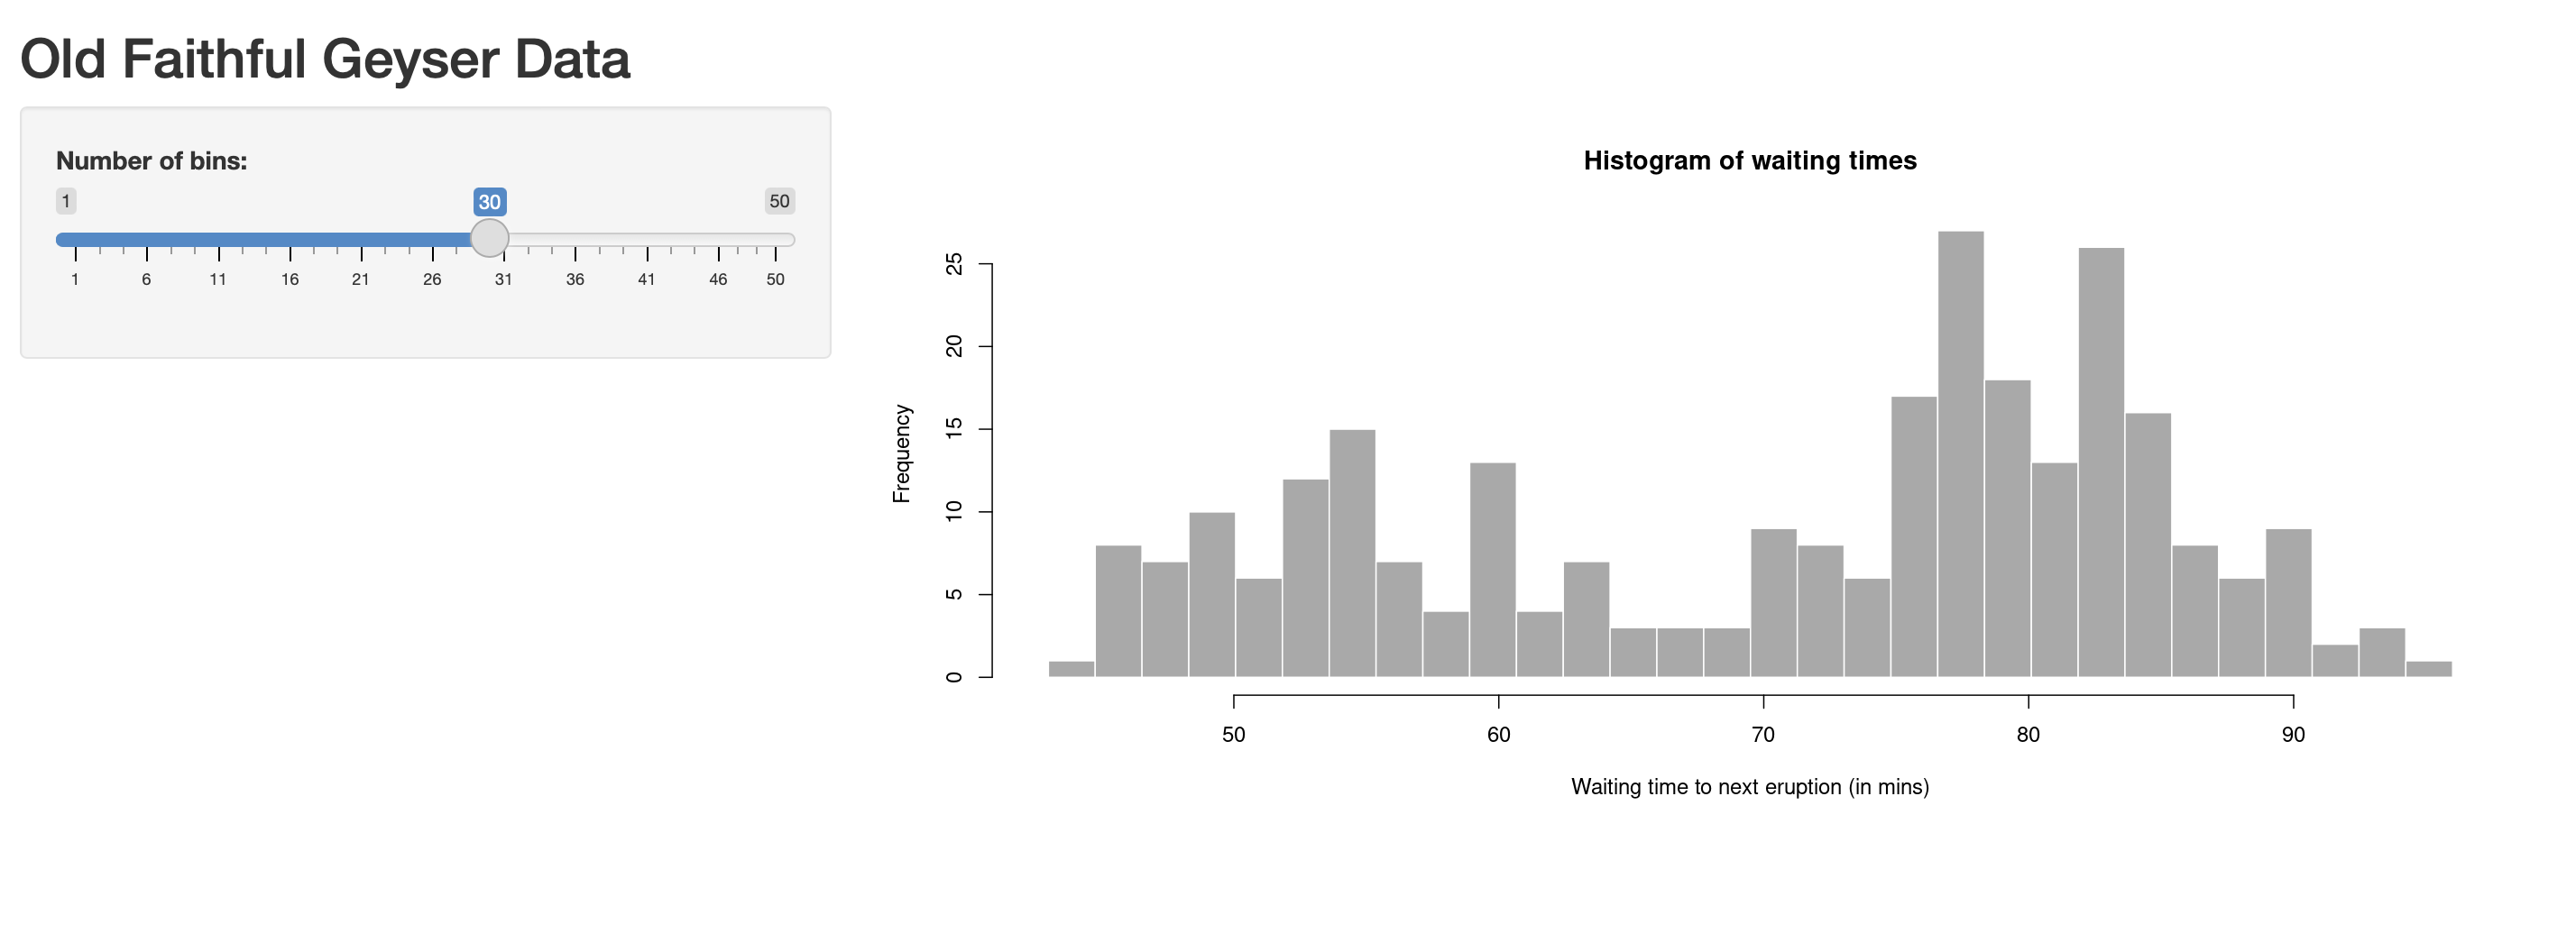 Old Faithful Geyser Data
Number of bins:
1 30 50
1 6 11 16 21 26 31 36 41 46 50
Histogram of waiting times
Frequency
25
20
15
10
5
0
50 60 70 80 90
Waiting time to next eruption (in mins)